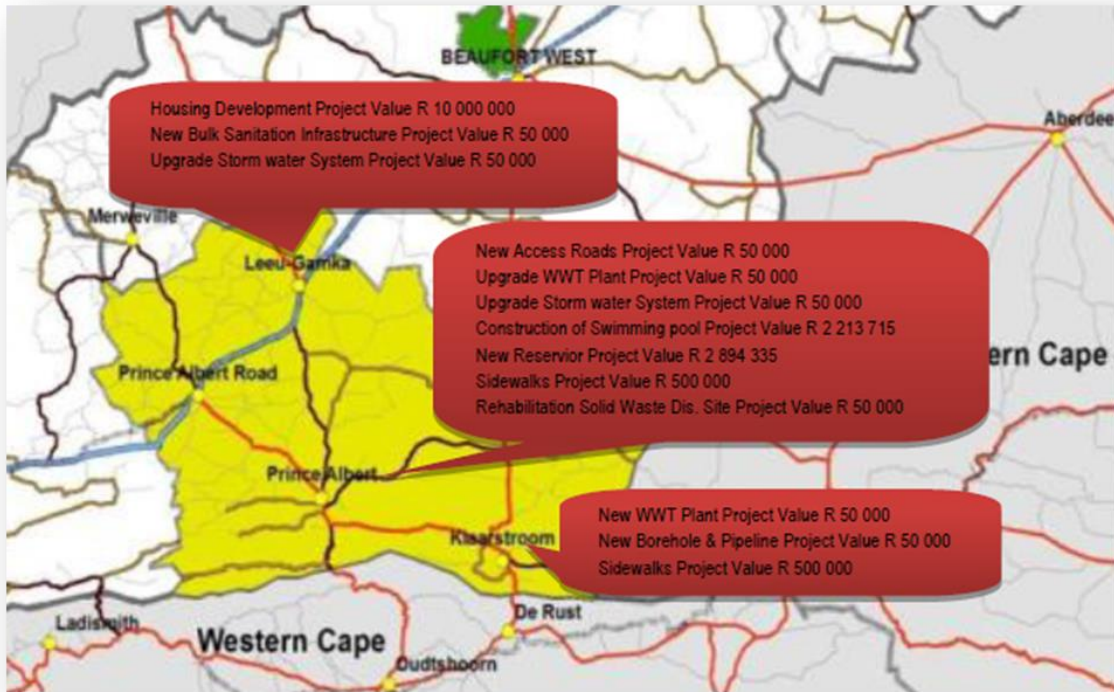 BEAUFORT WEST
Housing Development Project Value R 10 000 000
New Bulk Sanitation Infrastructure Project Value R 50 000
Upgrade Storm water System Project Value R 50 000
Aberdee
Merweville
Leeu-Gamka
New Access Roads Project Value R 50 000
Upgrade WWT Plant Project Value R 50 000
Upgrade Storm water System Project Value R 50 000
Construction of Swimming pool Project Value R 2 213 715
New Reservior Project Value R 2 894 335
Sidewalks Project Value R 500 000
Rehabilitation Solid Waste Dis. Site Project Value R 50 000
ern Cape
Prince Albert Road
Prince Albert
New WWT Plant Project Value R 50 000
New Borehole & Pipeline Project Value R 50 000
Sidewalks Project Value R 500 000
Klaarstroom
De Rust
Ladismith
Western Cape
Oudtshoorn